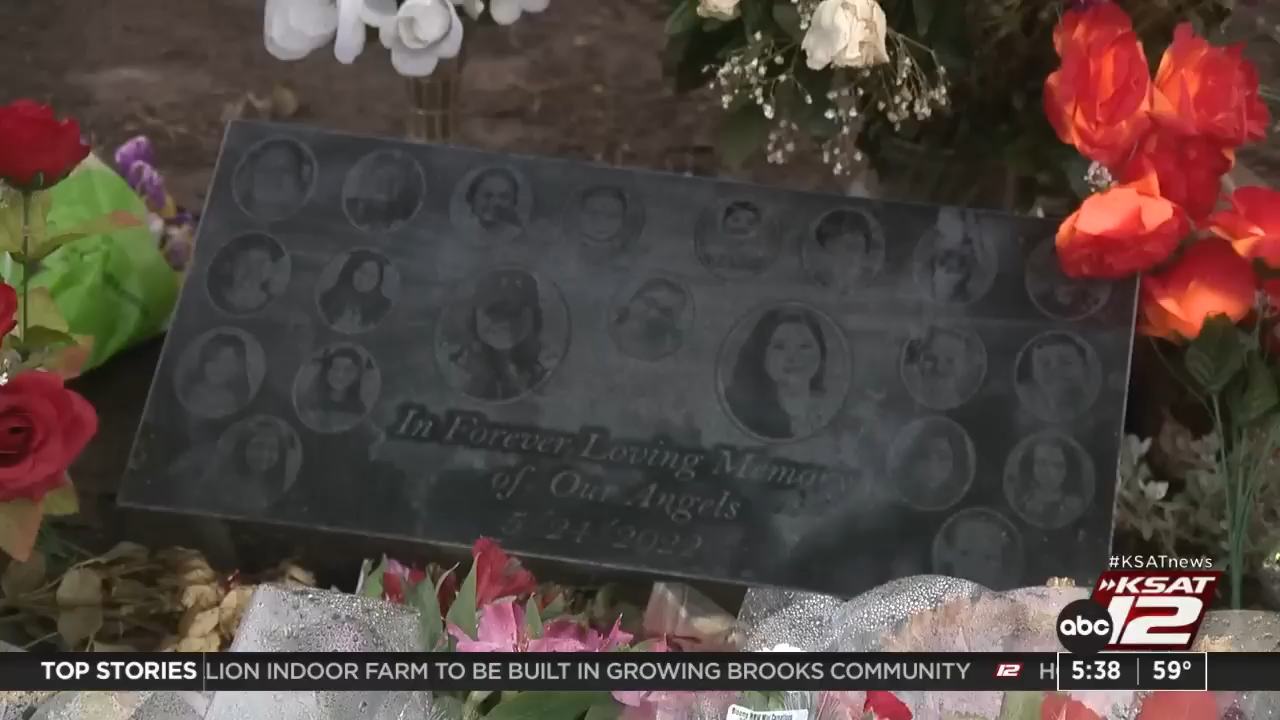 In Forever Loving Memory
of Our Angels
5/24/2022
#KSATnews
KSAT
abc 12
TOP STORIES LION INDOOR FARM TO BE BUILT IN GROWING BROOKS COMMUNITY 12 H 5:38 59°